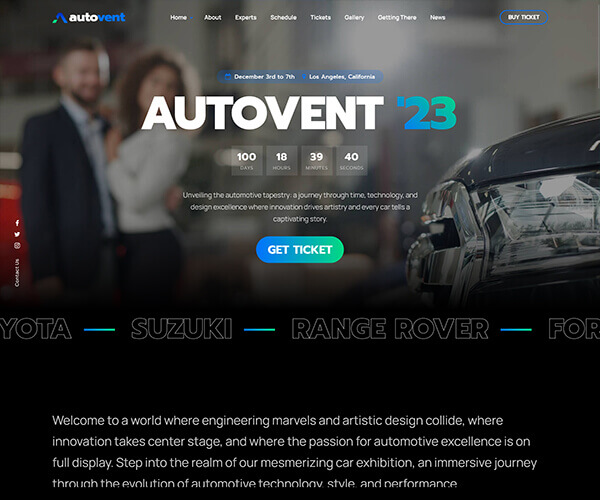 autovent
Home About Experts Schedule Tickets Gallery Getting There News
BUY TICKET
December 3rd to 7th Los Angeles, California
AUTOVENT '23
100 18 39 40
DAYS HOURS MINUTES SECONDS
Unveiling the automotive tapestry: a journey through time, technology, and
design excellence where innovation drives artistry and every car tells a
captivating story.
GET TICKET
Contact Us
YOTA SUZUKI RANGE ROVER FOR
Welcome to a world where engineering marvels and artistic design collide, where
innovation takes center stage, and where the passion for automotive excellence is on
full display. Step into the realm of our mesmerizing car exhibition, an immersive journey
through the evolution of automotive technology, style, and performance